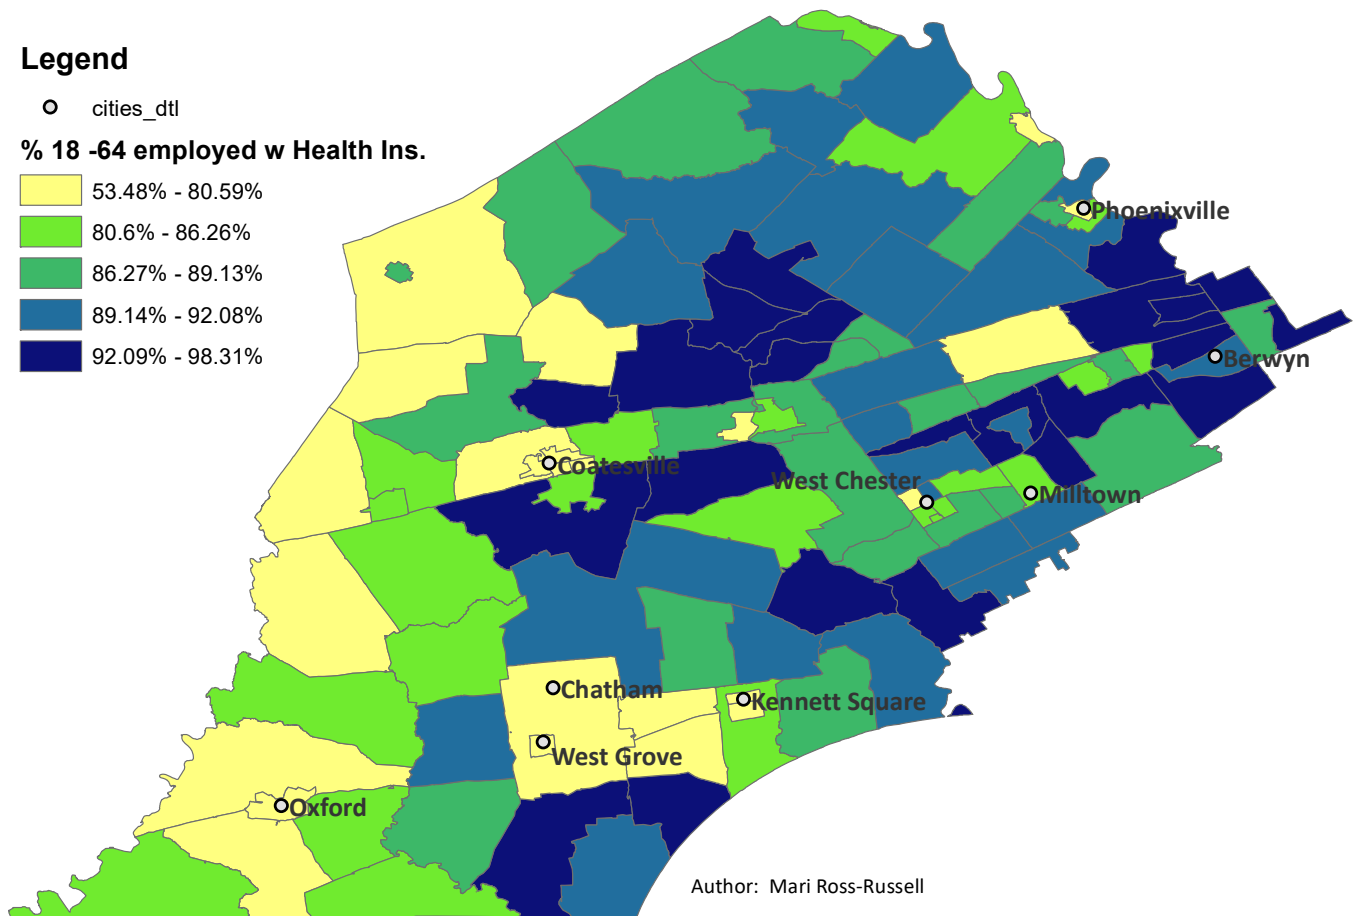 Legend
cities_dtl
% 18 -64 employed w Health Ins.
53.48% - 80.59%
80.6% - 86.26%
86.27% - 89.13%
89.14% - 92.08%
92.09% - 98.31%
Phoenixville
Berwyn
Coatesville
West Chester
Milltown
Chatham
Kennett Square
West Grove
Oxford
Author:  Mari Ross-Russell